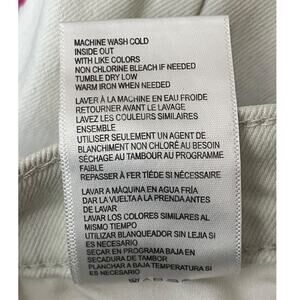 MACHINE WASH COLD
INSIDE OUT
WITH LIKE COLORS
NON CHLORINE BLEACH IF NEEDED
TUMBLE DRY LOW
WARM IRON WHEN NEEDED
LAVER À LA MACHINE EN EAU FROIDE
RETOURNER AVANT LE LAVAGE
LAVEZ LES COULEURS SIMILAIRES
ENSEMBLE
UTILISER SEULEMENT UN AGENT DE
BLANCHIMENT NON CHLORÉ AU BESOIN
SÉCHAGE AU TAMBOUR AU PROGRAMME
FAIBLE
REPASSER À FER TIÉDE SI NÉCESSAIRE
LAVAR A MÁQUINA EN AGUA FRÍA
DAR LA VUELTA A LA PRENDA ANTES
DE LAVAR
LAVAR LOS COLORES SIMILARES AL
MISMO TIEMPO
UTILIZAR BLANQUEADOR SIN LEJIA SI
ES NECESARIO
SECAR EN PROGRAMA BAJA EN
SECADURA DE TAMBOR
PLANCHAR A BAJA TEMPERATURA SI
ES NECESARIO